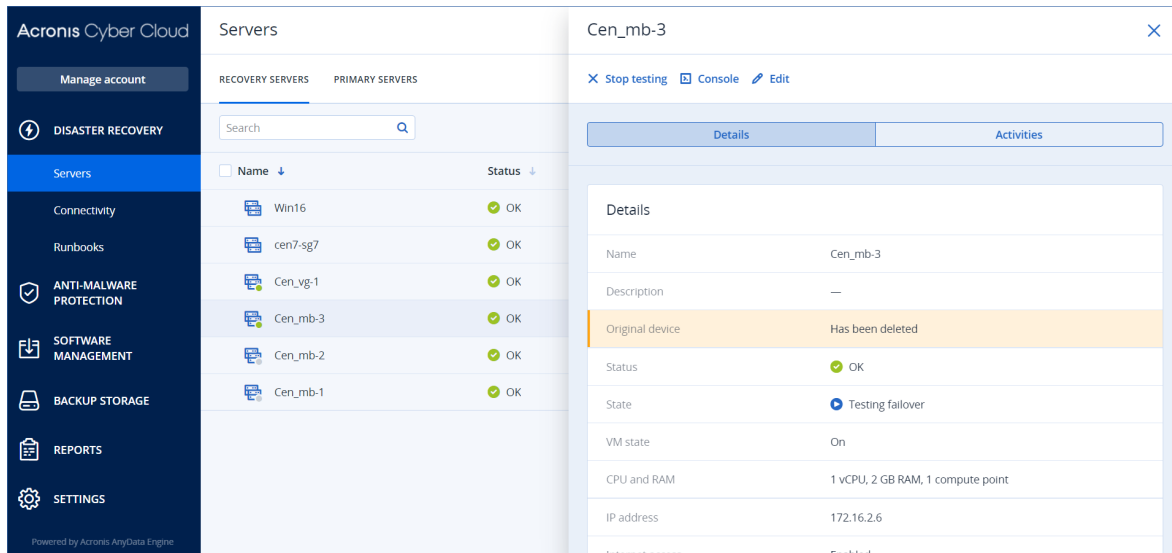 Acronis Cyber Cloud
Manage account
DISASTER RECOVERY
Servers
Connectivity
Runbooks
ANTI-MALWARE
PROTECTION
SOFTWARE
MANAGEMENT
BACKUP STORAGE
REPORTS
SETTINGS
Powered by Acronis AnyData Engine
Servers
RECOVERY SERVERS PRIMARY SERVERS
Search
Name Status
Win16 OK
cen7-sg7 OK
Cen_vg-1 OK
Cen_mb-3 OK
Cen_mb-2 OK
Cen_mb-1 OK
Cen_mb-3
Stop testing Console Edit
Details Activities
Details
Name Cen_mb-3
Description —
Original device Has been deleted
Status OK
State Testing failover
VM state On
CPU and RAM 1 vCPU, 2 GB RAM, 1 compute point
IP address 172.16.2.6
Internet access Enabled